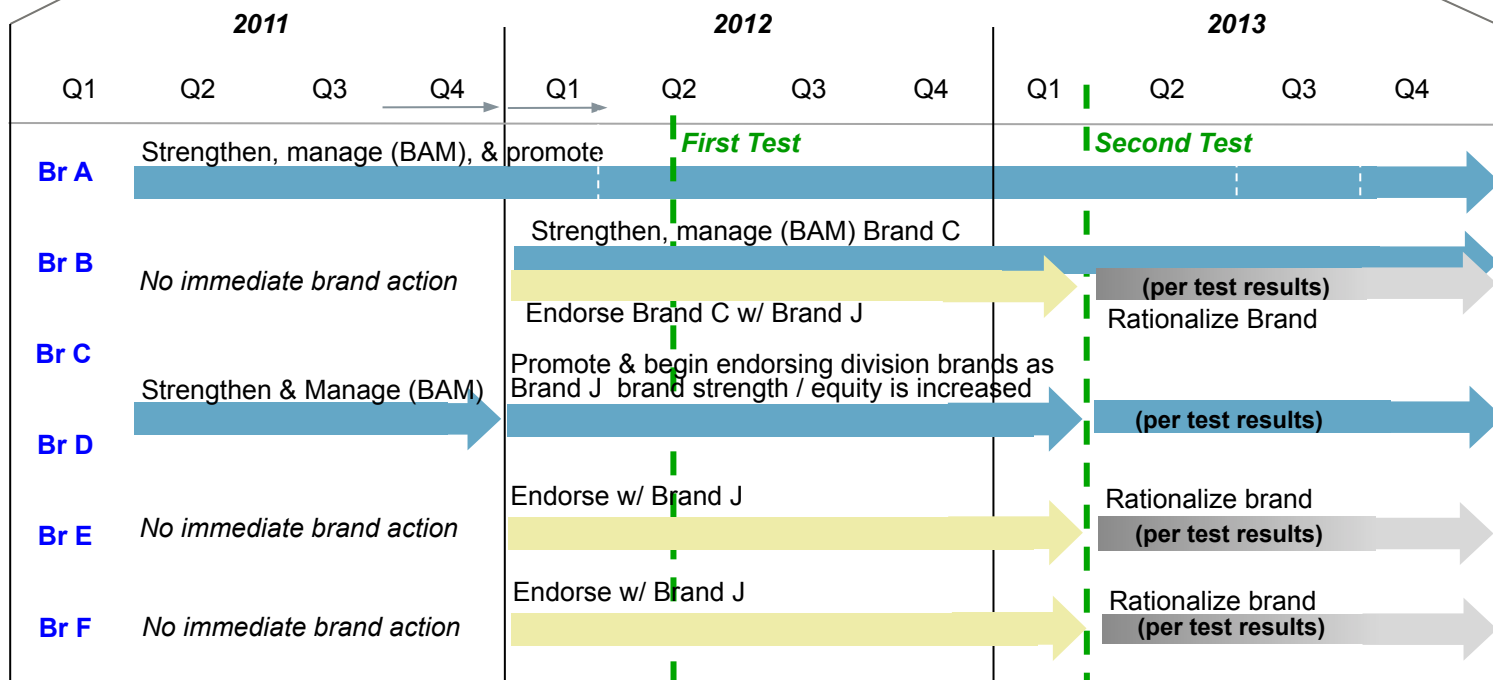 2011 2012 2013
Q1 Q2 Q3 Q4 Q1 Q2 Q3 Q4 Q1 Q2 Q3 Q4
First Test Second Test
Strengthen, manage (BAM), & promote
Br A
Strengthen, manage (BAM) Brand C
Br B
No immediate brand action
(per test results)
Endorse Brand C w/ Brand J
Rationalize Brand
Br C
Promote & begin endorsing division brands as
Strengthen & Manage (BAM)
Brand J brand strength / equity is increased
(per test results)
Br D
Endorse w/ Brand J
Rationalize brand
Br E
No immediate brand action
(per test results)
Endorse w/ Brand J
Rationalize brand
Br F
No immediate brand action
(per test results)